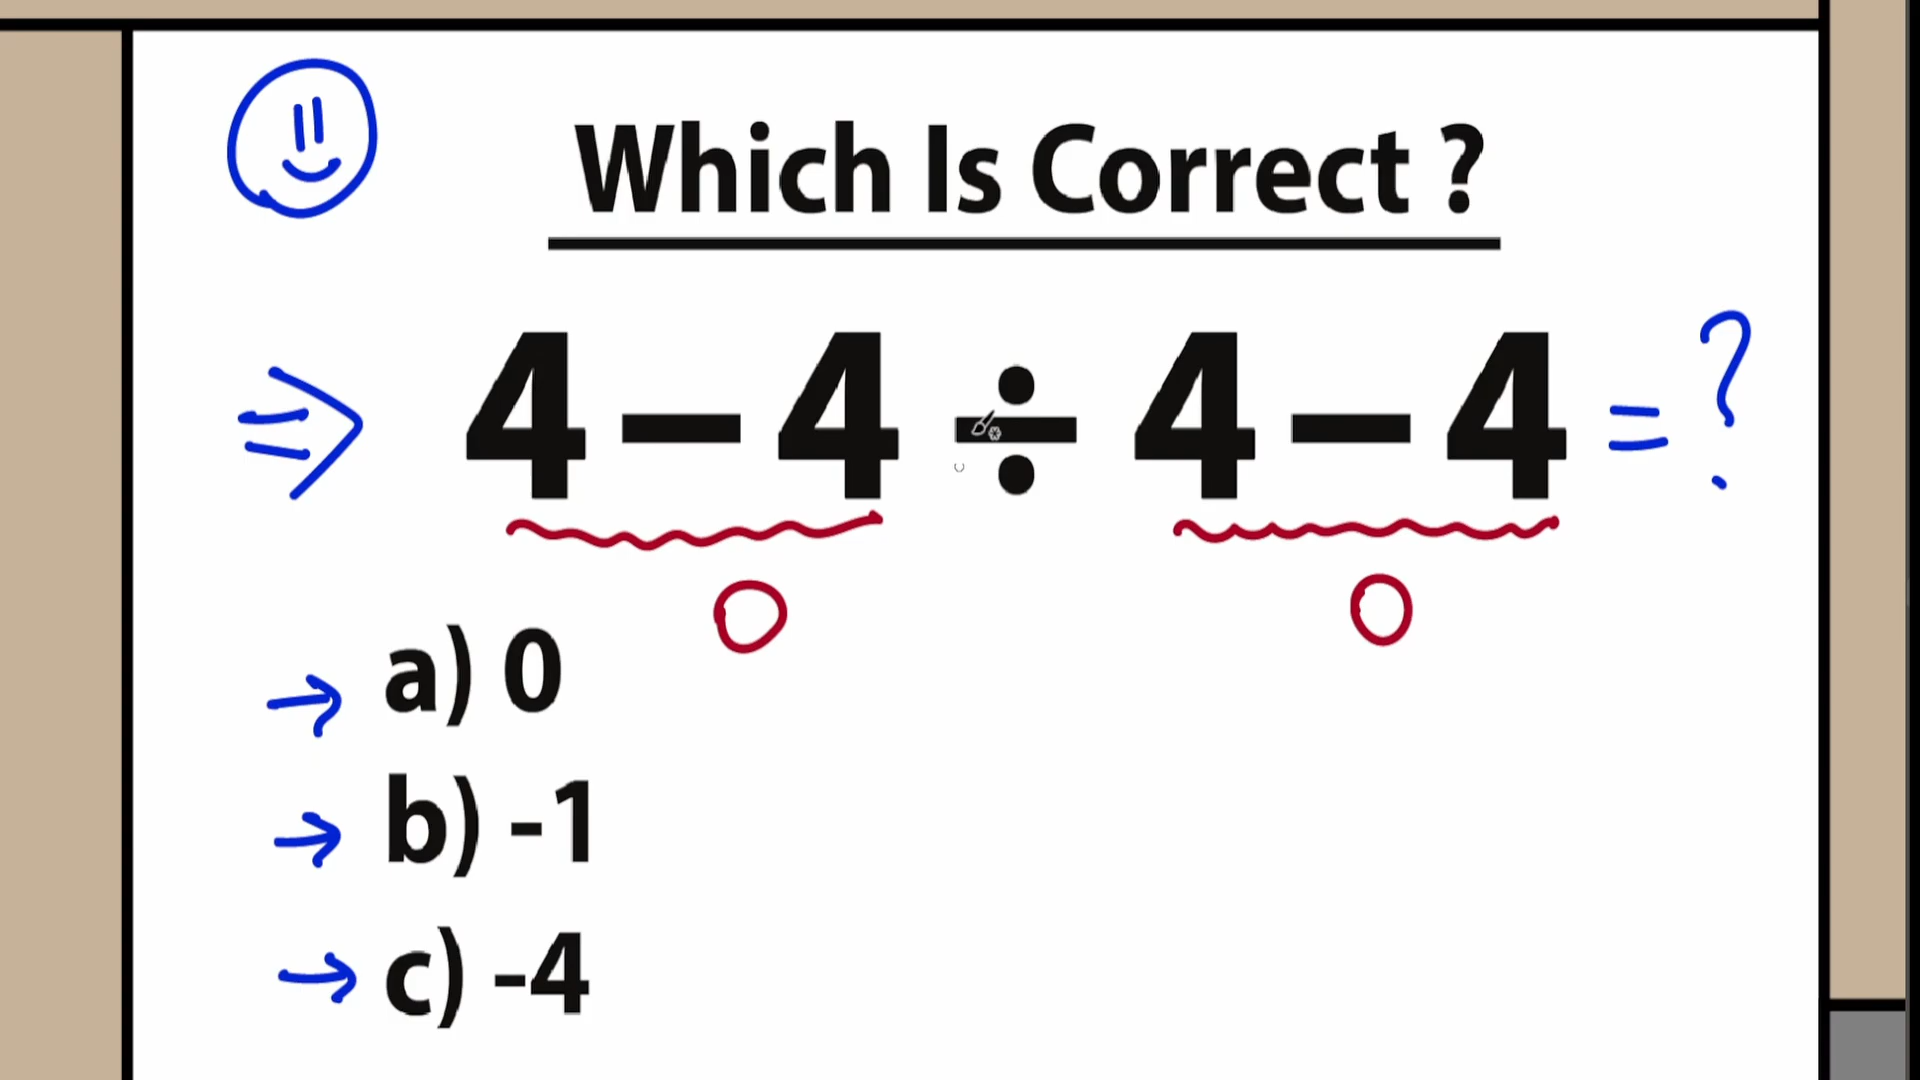 Which Is Correct ?
⇒ 4 – 4 ÷ 4 – 4 = ?
0 0
→ a) 0
→ b) -1
→ c) -4